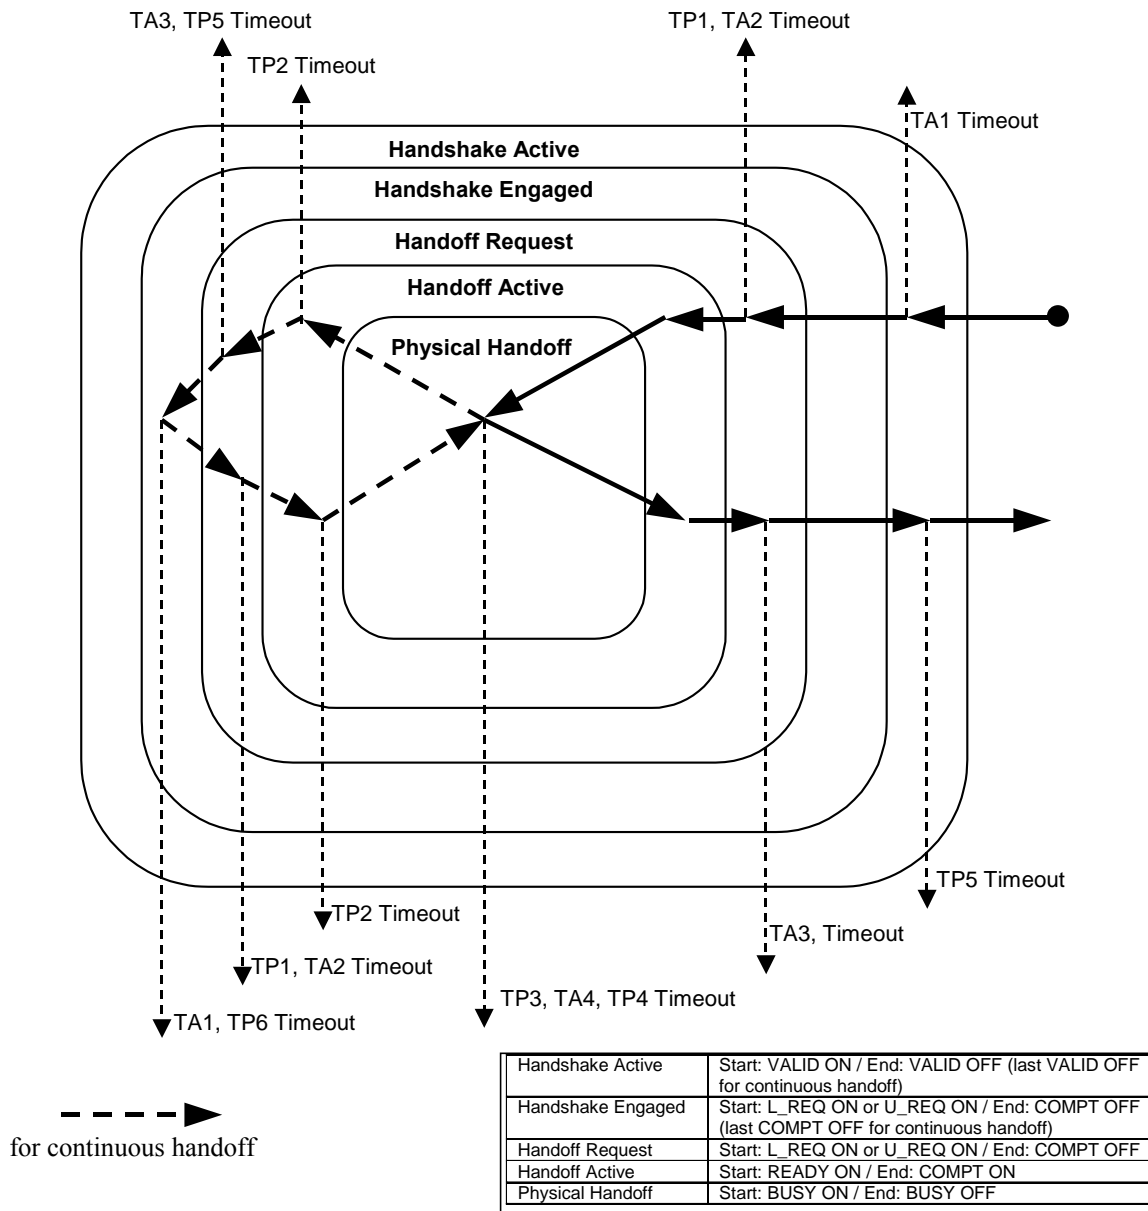 TA3, TP5 Timeout
TP1, TA2 Timeout
TP2 Timeout
TA1 Timeout
Handshake Active
Handshake Engaged
Handoff Request
Handoff Active
Physical Handoff
TP5 Timeout
TP2 Timeout
TA3, Timeout
TP1, TA2 Timeout
TP3, TA4, TP4 Timeout
TA1, TP6 Timeout
for continuous handoff
Handshake Active Start: VALID ON / End: VALID OFF (last VALID OFF
for continuous handoff)
Handshake Engaged Start: L_REQ ON or U_REQ ON / End: COMPT OFF
(last COMPT OFF for continuous handoff)
Handoff Request Start: L_REQ ON or U_REQ ON / End: COMPT OFF
Handoff Active Start: READY ON / End: COMPT ON
Physical Handoff Start: BUSY ON / End: BUSY OFF